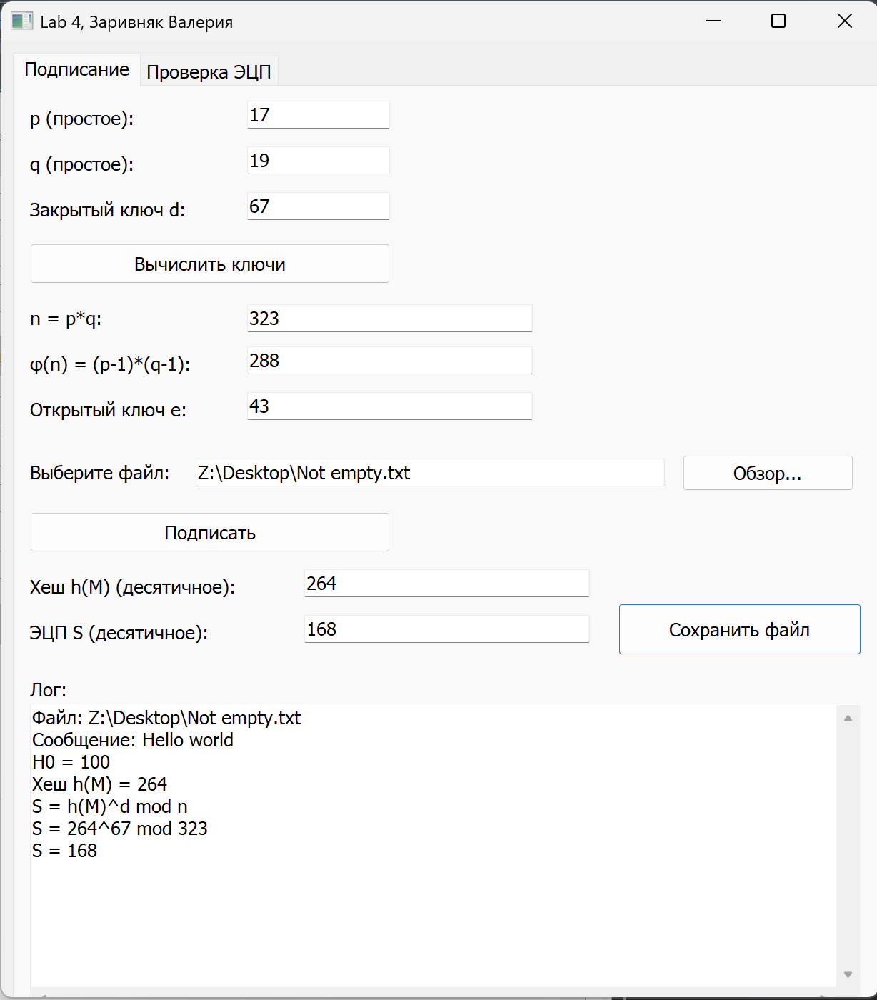 Lab 4, Заривняк Валерия
Подписание Проверка ЭЦП
p (простое): 17
q (простое): 19
Закрытый ключ d: 67
Вычислить ключи
n = p*q: 323
φ(n) = (p-1)*(q-1): 288
Открытый ключ e: 43
Выберите файл: Z:\Desktop\Not empty.txt Обзор...
Подписать
Хеш h(M) (десятичное): 264
ЭЦП S (десятичное): 168 Сохранить файл
Лог:
Файл: Z:\Desktop\Not empty.txt
Сообщение: Hello world
H0 = 100
Хеш h(M) = 264
S = h(M)^d mod n
S = 264^67 mod 323
S = 168